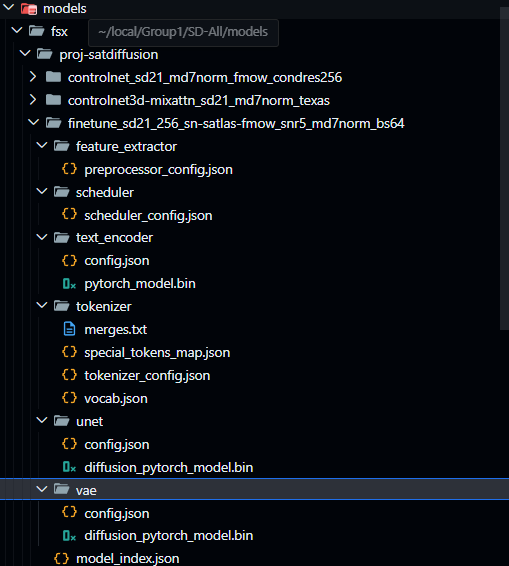 models
fsx
~/local/Group1/SD-All/models
proj-satdiffusion
controlnet_sd21_md7norm_fmow_condres256
controlnet3d-mixattn_sd21_md7norm_texas
finetune_sd21_256_sn-satlas-fmow_snr5_md7norm_bs64
feature_extractor
preprocessor_config.json
scheduler
scheduler_config.json
text_encoder
config.json
pytorch_model.bin
tokenizer
merges.txt
special_tokens_map.json
tokenizer_config.json
vocab.json
unet
config.json
diffusion_pytorch_model.bin
vae
config.json
diffusion_pytorch_model.bin
model_index.json